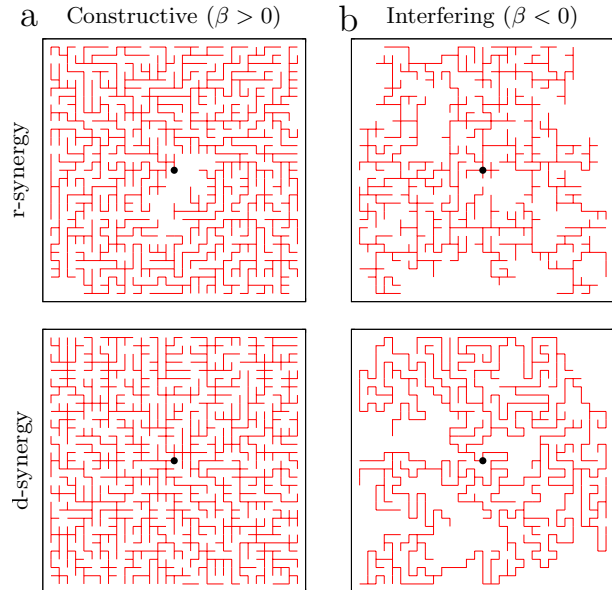 a Constructive (β > 0)
b Interfering (β < 0)
r-synergy
d-synergy